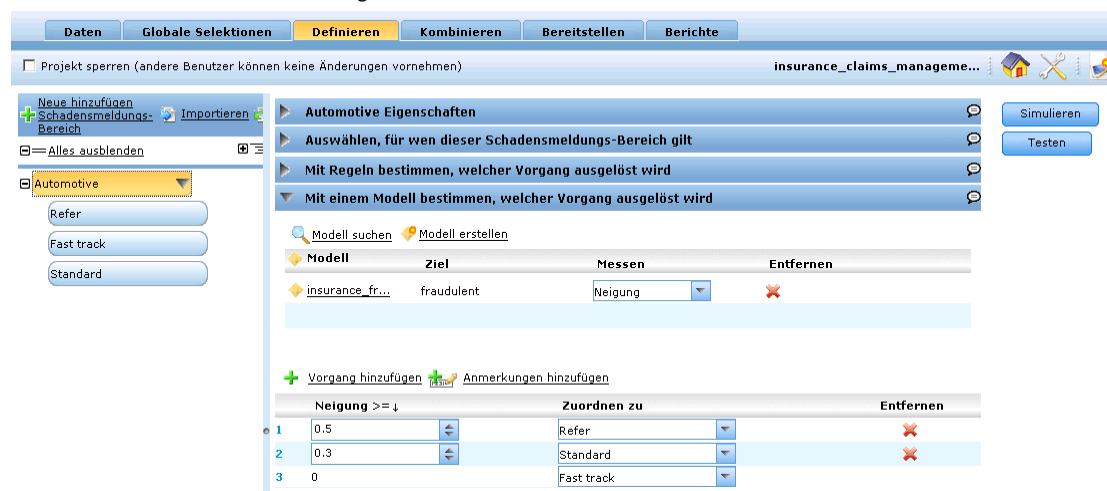 Daten Globale Selektionen Definieren Kombinieren Bereitstellen Berichte
Projekt sperren (andere Benutzer können keine Änderungen vornehmen) insurance_claims_manageme...
Neue hinzufügen
Schadensmeldungs-
Bereich
Importieren
Alles ausblenden
Automotive
Refer
Fast track
Standard
Automotive Eigenschaften
Auswählen, für wen dieser Schadensmeldungs-Bereich gilt
Mit Regeln bestimmen, welcher Vorgang ausgelöst wird
Mit einem Modell bestimmen, welcher Vorgang ausgelöst wird
Modell suchen Modell erstellen
Modell Ziel Messen Entfernen
insurance_fr... fraudulent Neigung
Vorgang hinzufügen Anmerkungen hinzufügen
Neigung >=↓ Zuordnen zu Entfernen
1 0.5 Refer
2 0.3 Standard
3 0 Fast track
Simulieren
Testen